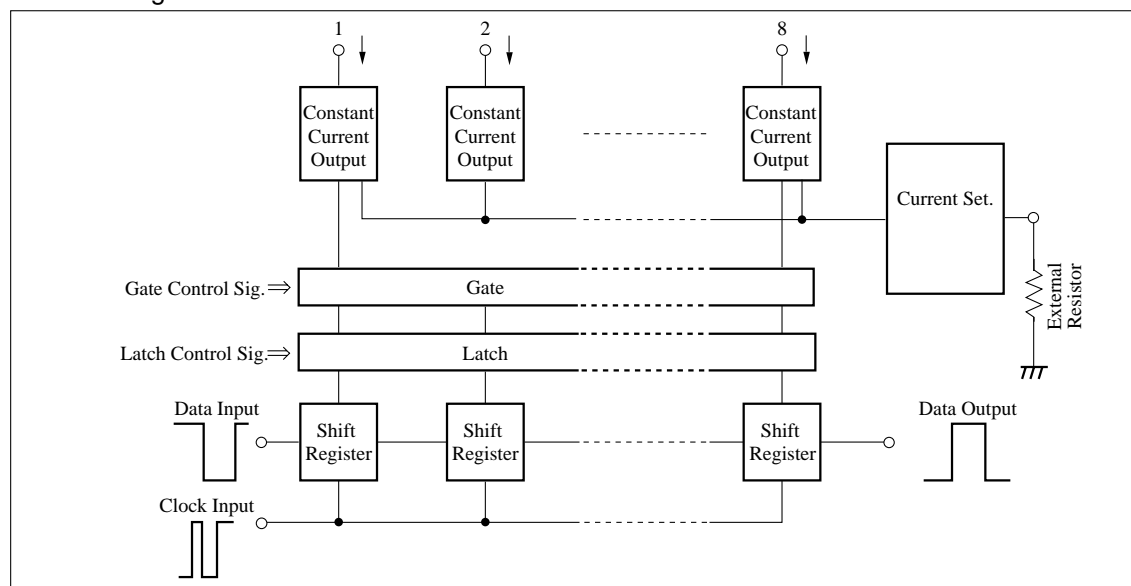 1
2
8
Constant
Current
Output
Constant
Current
Output
Constant
Current
Output
Current Set.
External
Resistor
Gate Control Sig.⇒
Gate
Latch Control Sig.⇒
Latch
Data Input
Shift
Register
Shift
Register
Shift
Register
Data Output
Clock Input